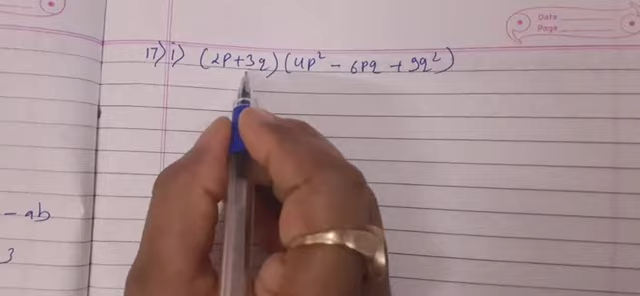 Date
Page
17) i) (2p+3q) (4p² - 6pq + 9q²)
- ab
3